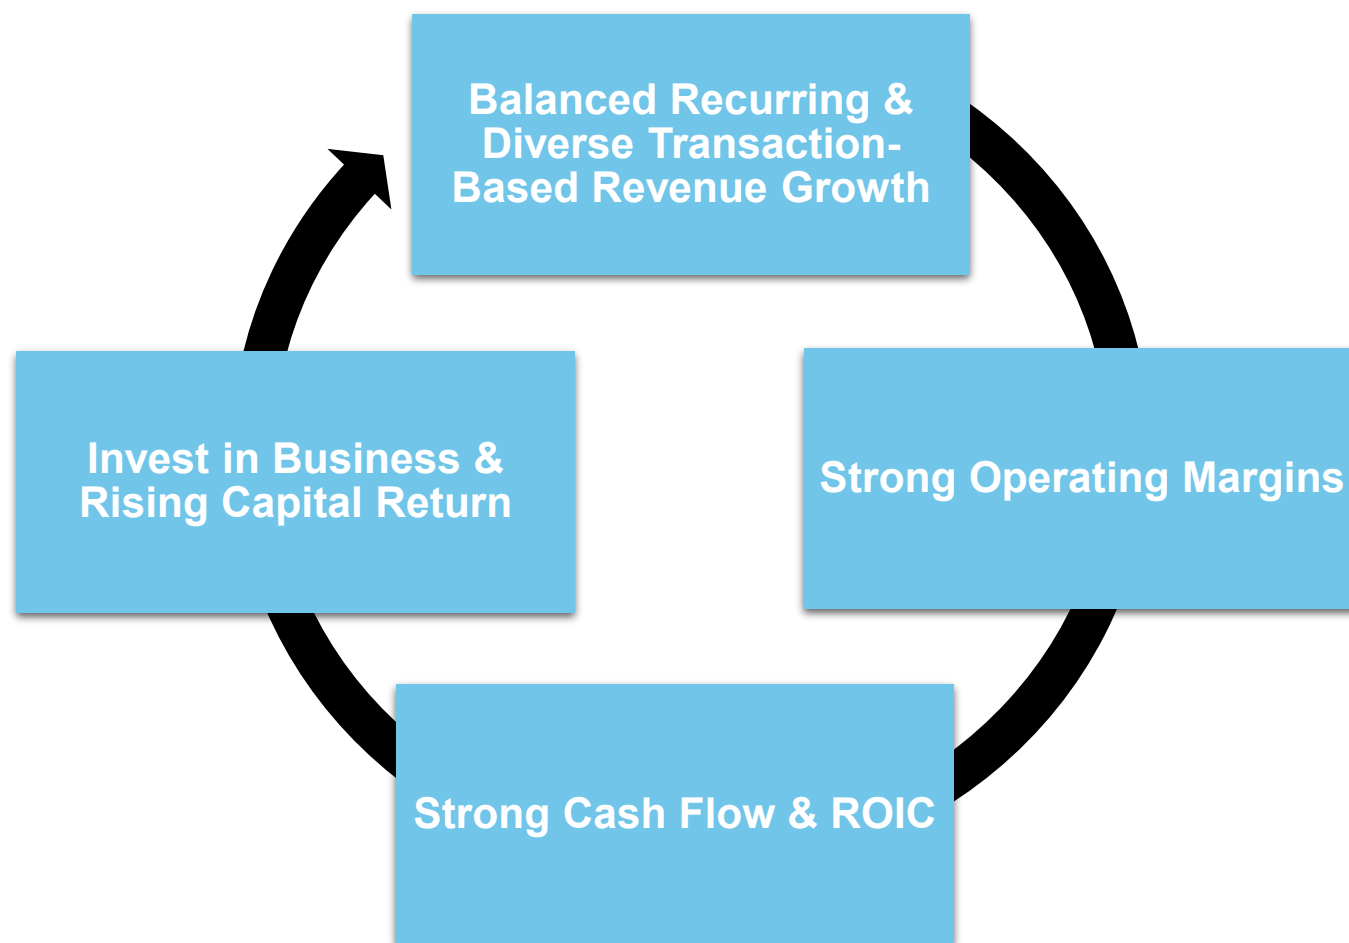 Balanced Recurring &
Diverse Transaction-
Based Revenue Growth
Invest in Business &
Rising Capital Return
Strong Operating Margins
Strong Cash Flow & ROIC